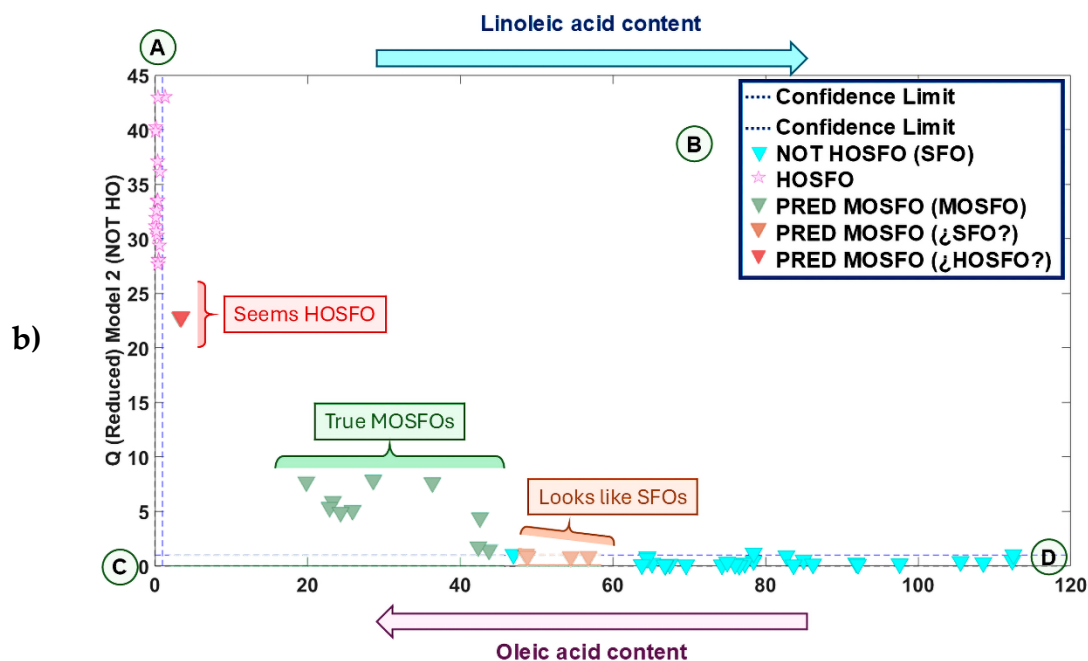 Linoleic acid content
A
45
40
35
30
25
20
15
10
5
0
Q (Reduced) Model 2 (NOT HO)
b)
B
Confidence Limit
Confidence Limit
NOT HOSFO (SFO)
HOSFO
PRED MOSFO (MOSFO)
PRED MOSFO (¿SFO?)
PRED MOSFO (¿HOSFO?)
Seems HOSFO
True MOSFOs
Looks like SFOs
C
D
0 20 40 60 80 100 120
Oleic acid content